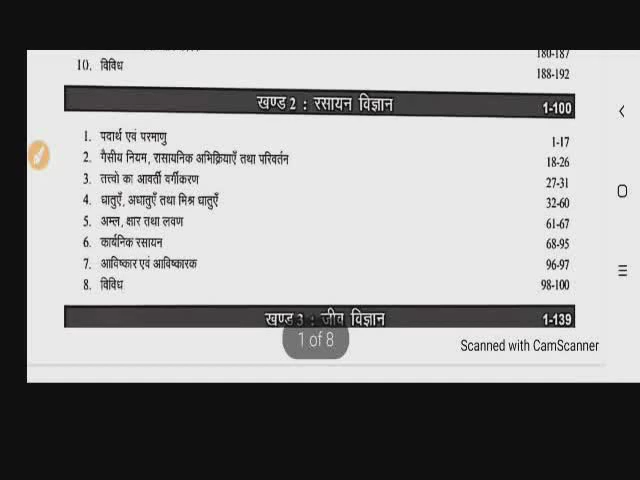 180-187
10. विविध 188-192
खण्ड 2 : रसायन विज्ञान 1-100
1. पदार्थ एवं परमाणु 1-17
2. गैसीय नियम, रासायनिक अभिक्रियाएँ तथा परिवर्तन 18-26
3. तत्त्वो का आवर्ती वर्गीकरण 27-31
4. धातुएँ, अधातुएँ तथा मिश्र धातुएँ 32-60
5. अम्ल, क्षार तथा लवण 61-67
6. कार्यनिक रसायन 68-95
7. आविष्कार एवं आविष्कारक 96-97
8. विविध 98-100
खण्ड 3 : जीव विज्ञान 1-139
1 of 8
Scanned with CamScanner